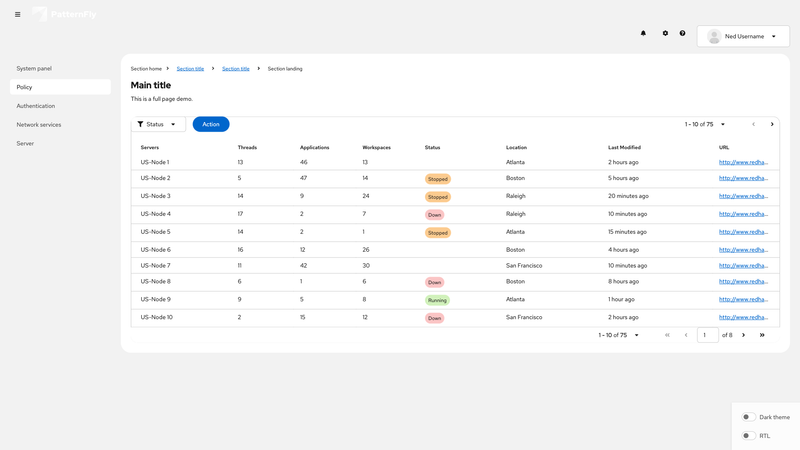 PatternFly
Ned Username
System panel
Policy
Authentication
Network services
Server
Section home Section title Section title Section landing
Main title
This is a full page demo.
Status Action 1 - 10 of 75
Servers Threads Applications Workspaces Status Location Last Modified URL
US-Node 1 13 46 13 Atlanta 2 hours ago http://www.redha...
US-Node 2 5 47 14 Stopped Boston 5 hours ago http://www.redha...
US-Node 3 14 9 24 Stopped Raleigh 20 minutes ago http://www.redha...
US-Node 4 17 2 7 Down Raleigh 10 minutes ago http://www.redha...
US-Node 5 14 2 1 Stopped Atlanta 15 minutes ago http://www.redha...
US-Node 6 16 12 26 Boston 4 hours ago http://www.redha...
US-Node 7 11 42 30 San Francisco 10 minutes ago http://www.redha...
US-Node 8 6 1 6 Down Boston 8 hours ago http://www.redha...
US-Node 9 9 5 8 Running Atlanta 1 hour ago http://www.redha...
US-Node 10 2 15 12 Down San Francisco 2 hours ago http://www.redha...
1 - 10 of 75 1 of 8
Dark theme
RTL